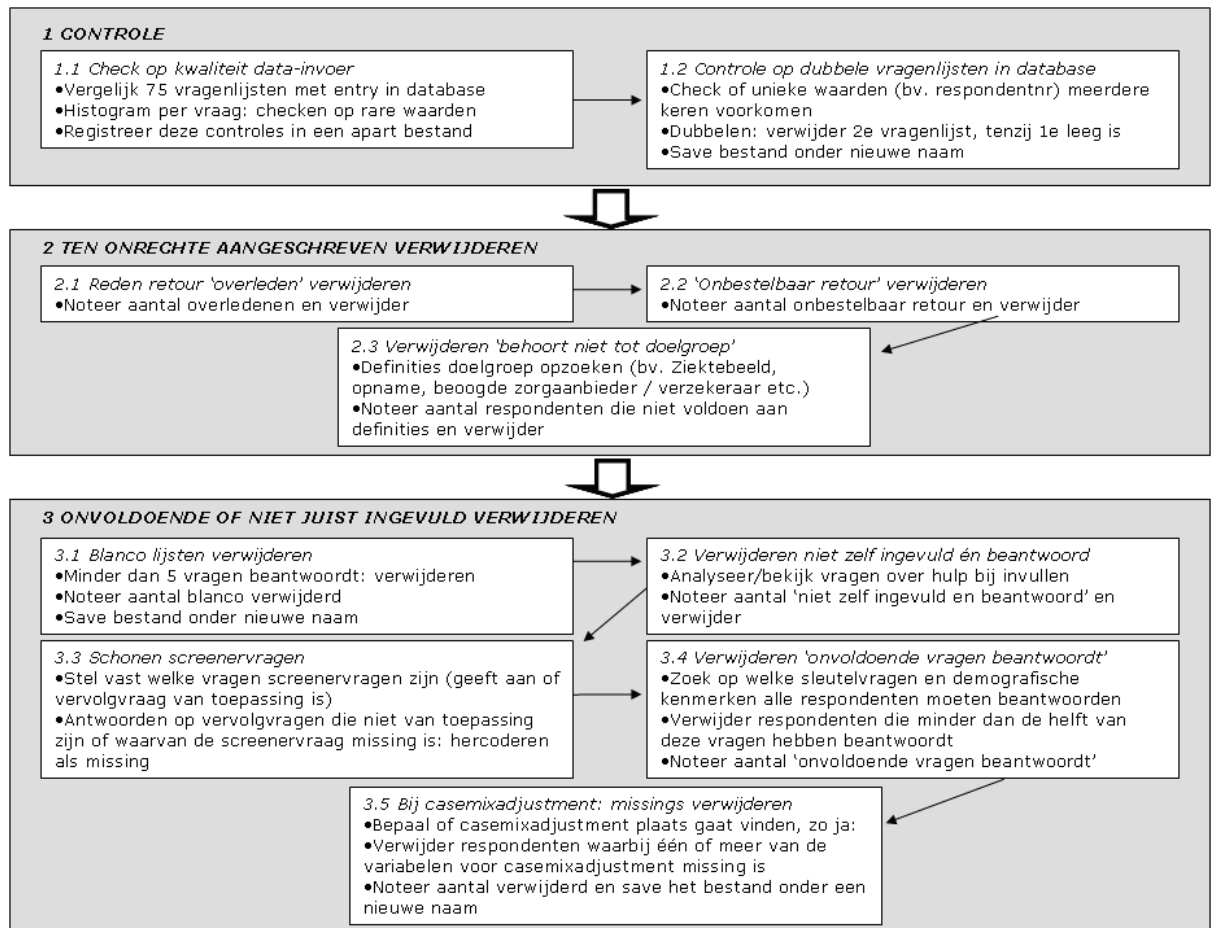 1 CONTROLE
1.1 Check op kwaliteit data-invoer
•Vergelijk 75 vragenlijsten met entry in database
•Histogram per vraag: checken op rare waarden
•Registreer deze controles in een apart bestand
1.2 Controle op dubbele vragenlijsten in database
•Check of unieke waarden (bv. respondentnr) meerdere
keren voorkomen
•Dubbelen: verwijder 2e vragenlijst, tenzij 1e leeg is
•Save bestand onder nieuwe naam
2 TEN ONRECHTE AANGESCHREVEN VERWIJDEREN
2.1 Reden retour ‘overleden’ verwijderen
•Noteer aantal overledenen en verwijder
2.2 ‘Onbestelbaar retour’ verwijderen
•Noteer aantal onbestelbaar retour en verwijder
2.3 Verwijderen ‘behoort niet tot doelgroep’
•Definities doelgroep opzoeken (bv. Ziektebeeld,
opname, beoogde zorgaanbieder / verzekeraar etc.)
•Noteer aantal respondenten die niet voldoen aan
definities en verwijder
3 ONVOLDOENDE OF NIET JUIST INGEVULD VERWIJDEREN
3.1 Blanco lijsten verwijderen
•Minder dan 5 vragen beantwoordt: verwijderen
•Noteer aantal blanco verwijderd
•Save bestand onder nieuwe naam
3.2 Verwijderen niet zelf ingevuld én beantwoord
•Analyseer/bekijk vragen over hulp bij invullen
•Noteer aantal ‘niet zelf ingevuld en beantwoord’ en
verwijder
3.3 Schonen screenervragen
•Stel vast welke vragen screenervragen zijn (geeft aan of
vervolgvraag van toepassing is)
•Antwoorden op vervolgvragen die niet van toepassing
zijn of waarvan de screenervraag missing is: hercoderen
als missing
3.4 Verwijderen ‘onvoldoende vragen beantwoordt’
•Zoek op welke sleutelvragen en demografische
kenmerken alle respondenten moeten beantwoorden
•Verwijder respondenten die minder dan de helft van
deze vragen hebben beantwoordt
•Noteer aantal ‘onvoldoende vragen beantwoordt’
3.5 Bij casemixadjustment: missings verwijderen
•Bepaal of casemixadjustment plaats gaat vinden, zo ja:
•Verwijder respondenten waarbij één of meer van de
variabelen voor casemixadjustment missing is
•Noteer aantal verwijderd en save het bestand onder een
nieuwe naam